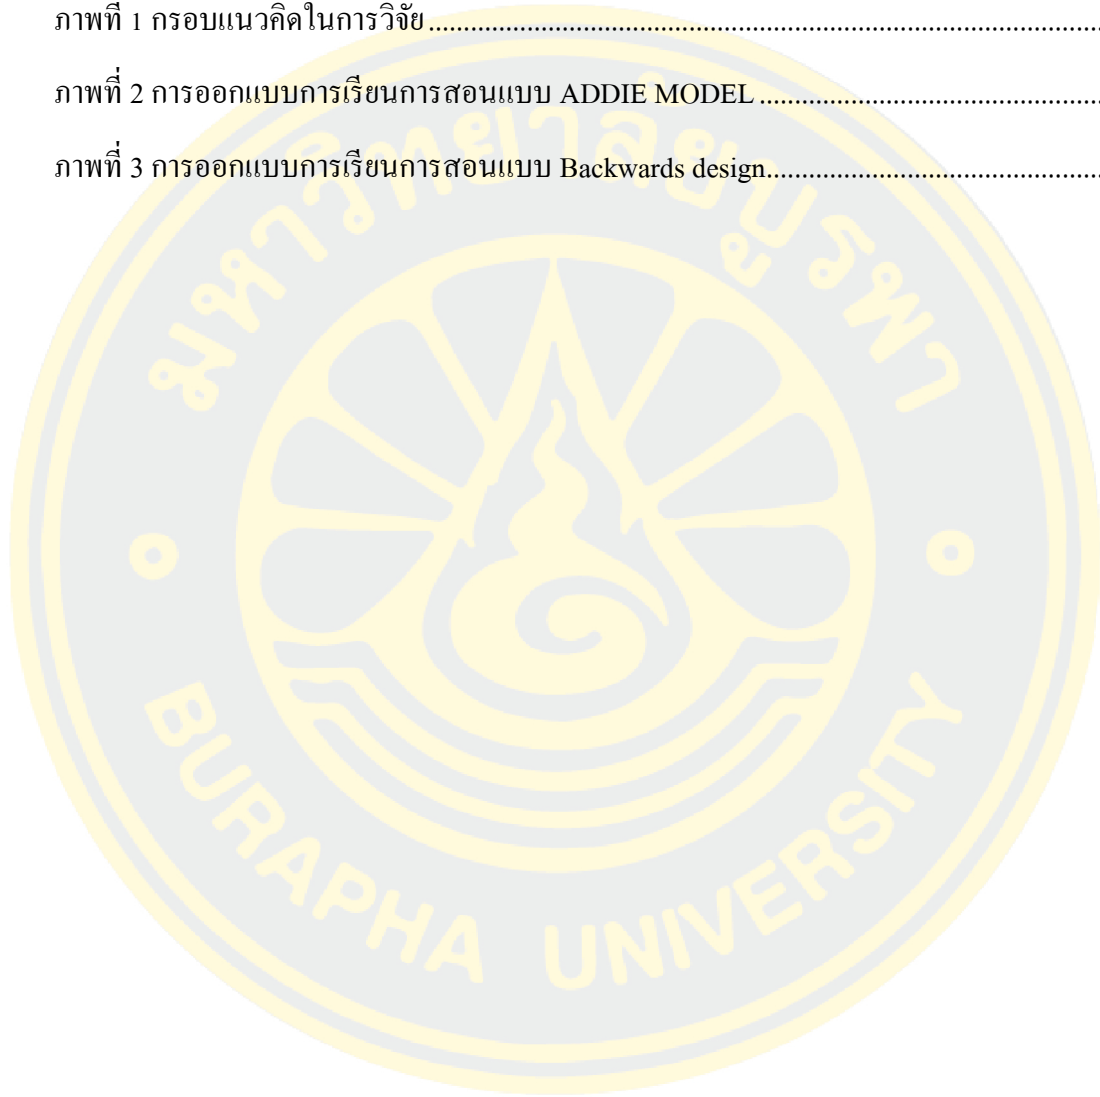 ภาพที่ 1 กรอบแนวคิดในการวิจัย
ภาพที่ 2 การออกแบบการเรียนการสอนแบบ ADDIE MODEL
ภาพที่ 3 การออกแบบการเรียนการสอนแบบ Backwards design
มหาวิทยาลัยบูรพา
BURAPHA UNIVERSITY